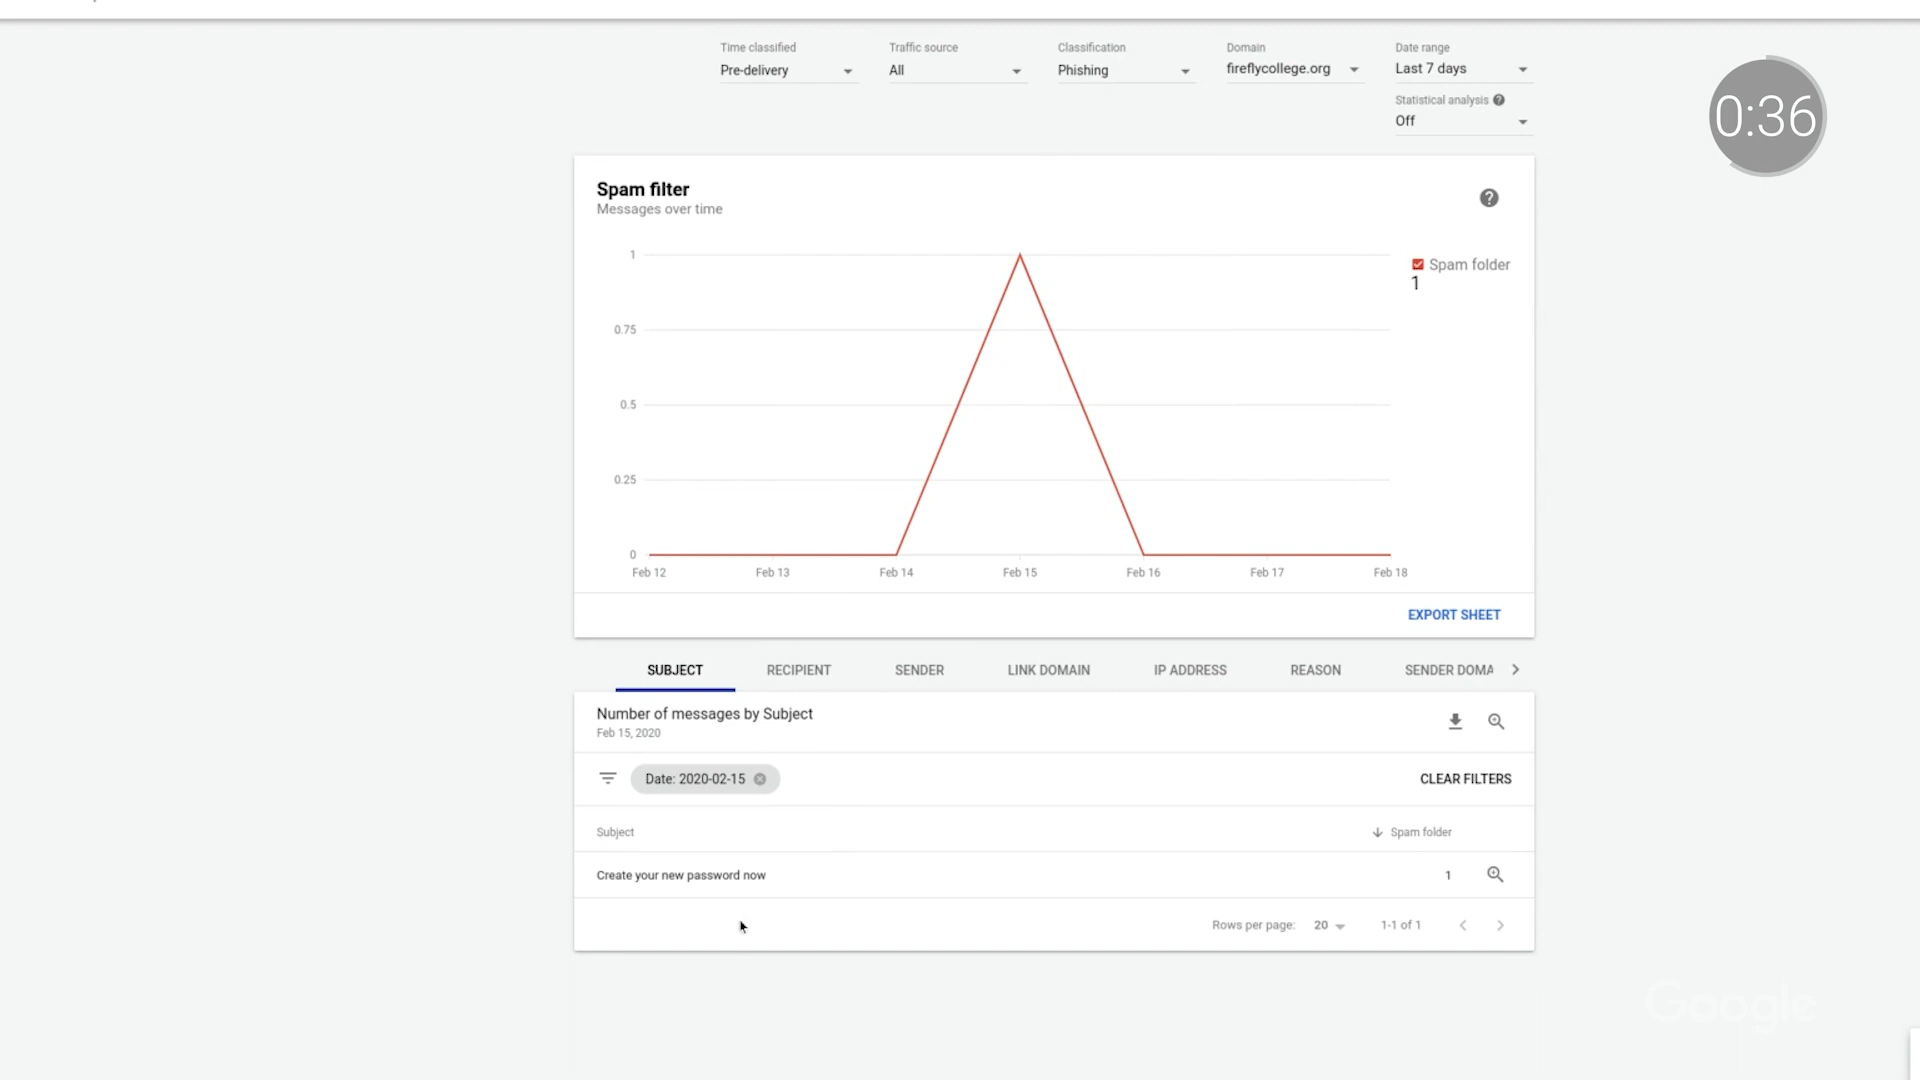 Time classified
Pre-delivery
Traffic source
All
Classification
Phishing
Domain
fireflycollege.org
Date range
Last 7 days
Statistical analysis
Off
0:36
Spam filter
Messages over time
1
0.75
0.5
0.25
0
Feb 12 Feb 13 Feb 14 Feb 15 Feb 16 Feb 17 Feb 18
Spam folder
1
EXPORT SHEET
SUBJECT RECIPIENT SENDER LINK DOMAIN IP ADDRESS REASON SENDER DOMA
Number of messages by Subject
Feb 15, 2020
Date: 2020-02-15
CLEAR FILTERS
Subject Spam folder
Create your new password now 1
Rows per page: 20 1-1 of 1
Google